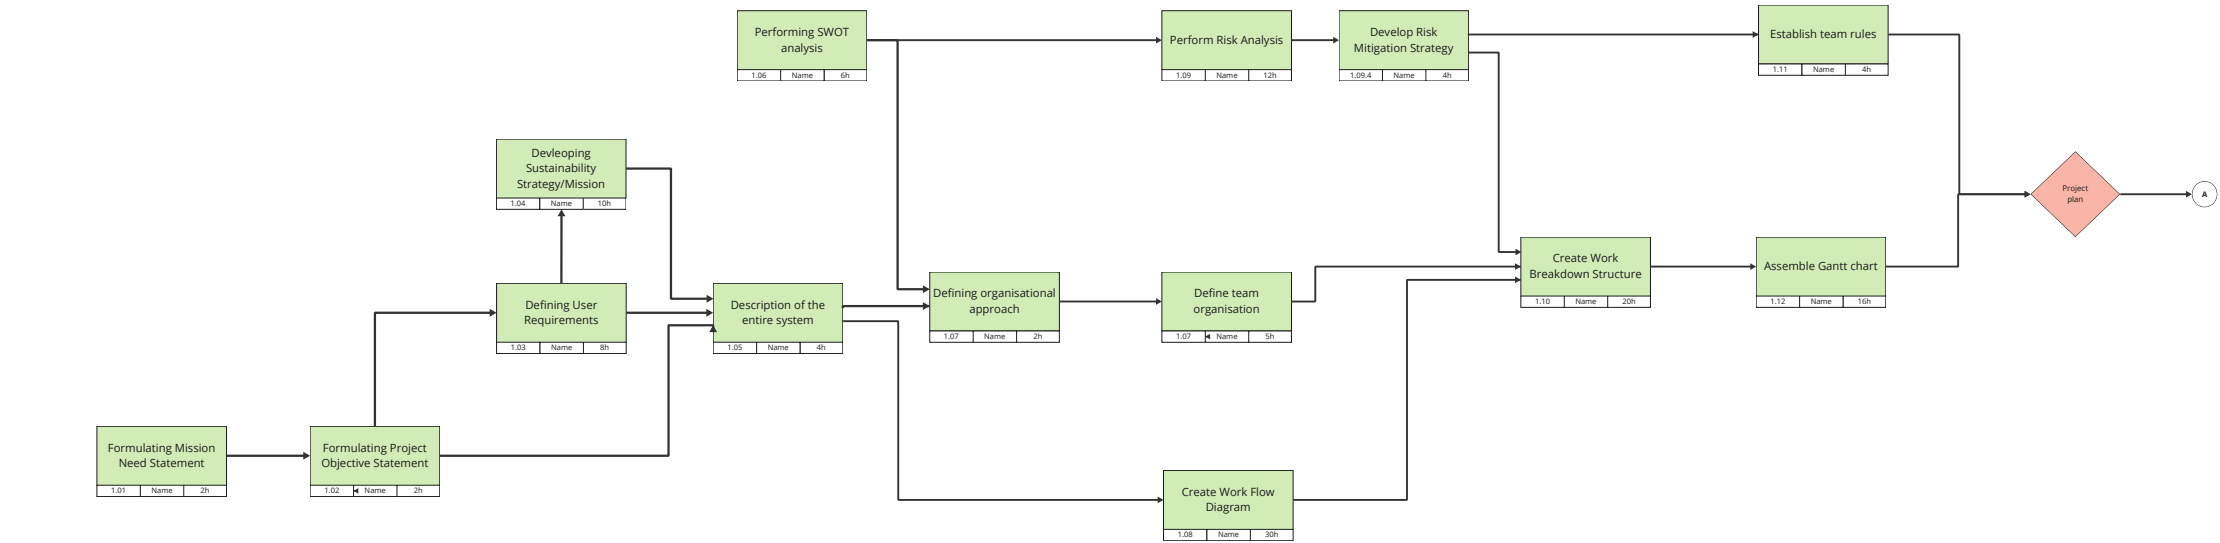 Performing SWOT
analysis
1.06 Name 6h
Perform Risk Analysis
1.09 Name 12h
Develop Risk
Mitigation Strategy
1.09.4 Name 4h
Establish team rules
1.11 Name 4h
Devleoping
Sustainability
Strategy/Mission
1.04 Name 10h
Project
plan
A
Defining User
Requirements
1.03 Name 8h
Description of the
entire system
1.05 Name 4h
Defining organisational
approach
1.07 Name 2h
Define team
organisation
1.07 Name 5h
Create Work
Breakdown Structure
1.10 Name 20h
Assemble Gantt chart
1.12 Name 16h
Formulating Mission
Need Statement
1.01 Name 2h
Formulating Project
Objective Statement
1.02 Name 2h
Create Work Flow
Diagram
1.08 Name 30h